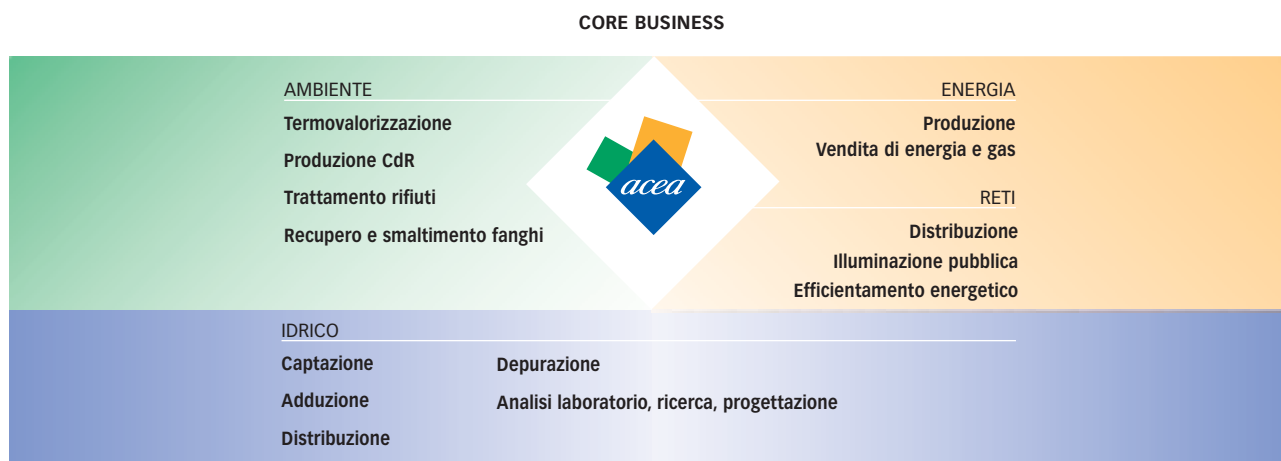 CORE BUSINESS
AMBIENTE
Termovalorizzazione
Produzione CdR
Trattamento rifiuti
Recupero e smaltimento fanghi
acea
ENERGIA
Produzione
Vendita di energia e gas
RETI
Distribuzione
Illuminazione pubblica
Efficientamento energetico
IDRICO
Captazione
Adduzione
Distribuzione
Depurazione
Analisi laboratorio, ricerca, progettazione